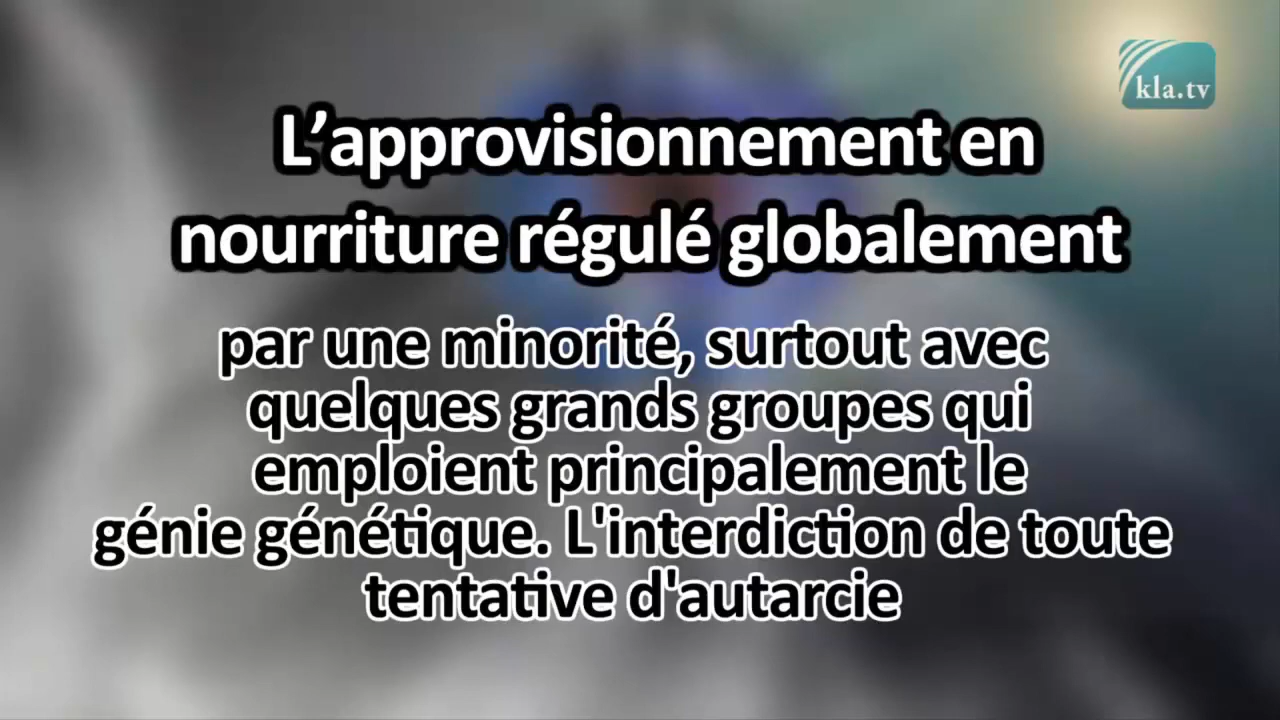 kla.tv
L’approvisionnement en
nourriture régulé globalement
par une minorité, surtout avec
quelques grands groupes qui
emploient principalement le
génie génétique. L'interdiction de toute
tentative d'autarcie